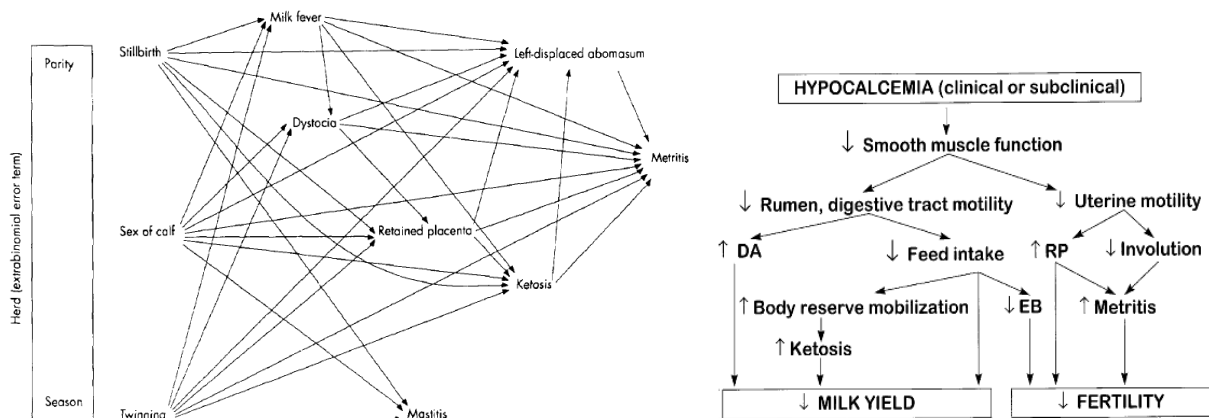 Milk fever
Parity
Stillbirth
Left-displaced abomasum
Dystocia
Metritis
Herd (extrabinomial error term)
Sex of calf
Retained placenta
Ketosis
Season
Twinning
Mastitis
HYPOCALCEMIA (clinical or subclinical)
↓ Smooth muscle function
↓ Rumen, digestive tract motility
↓ Uterine motility
↑ DA
↓ Feed intake
↑ RP
↓ Involution
↑ Body reserve mobilization
↓ EB
↑ Metritis
↑ Ketosis
↓ MILK YIELD
↓ FERTILITY